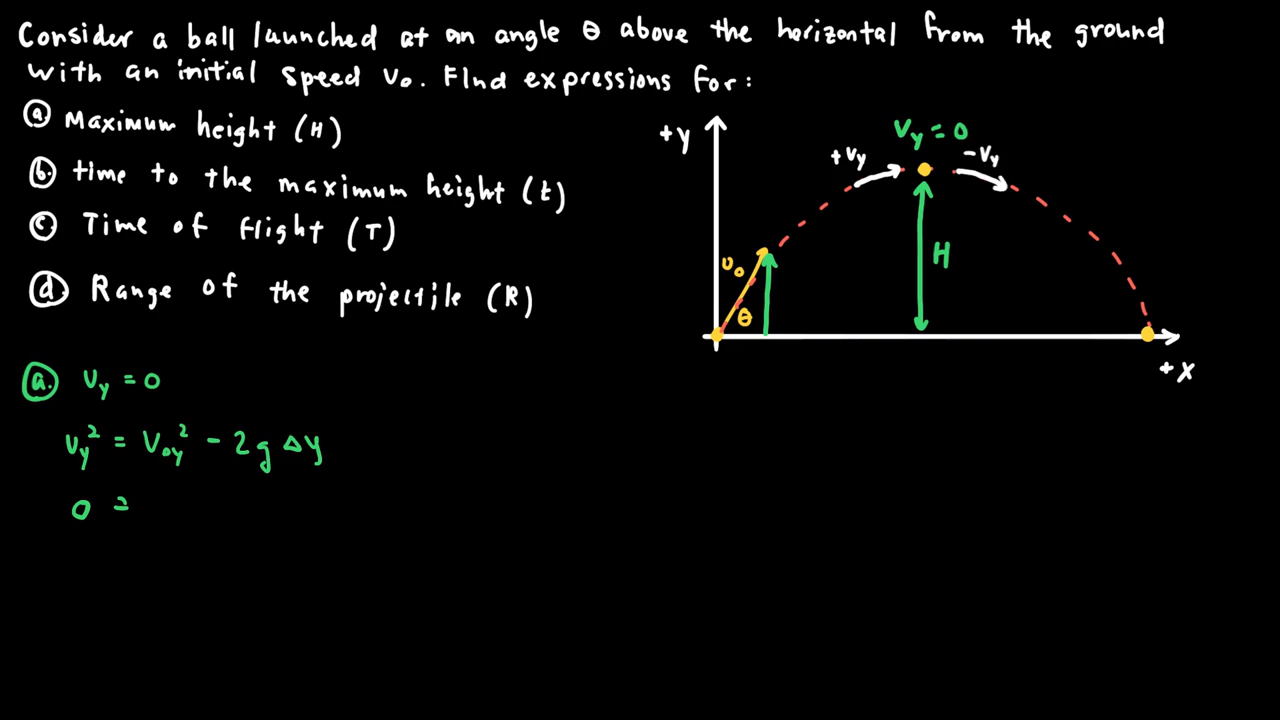 Consider a ball launched at an angle θ above the horizontal from the ground
with an initial speed v₀. Find expressions for:
a. Maximum height (H)
b. time to the maximum height (t)
c. Time of flight (T)
d. Range of the projectile (R)
+y
Vy = 0
+Vy
-Vy
H
v₀
θ
+x
a. Vy = 0
Vy² = V₀y² - 2g Δy
0 =